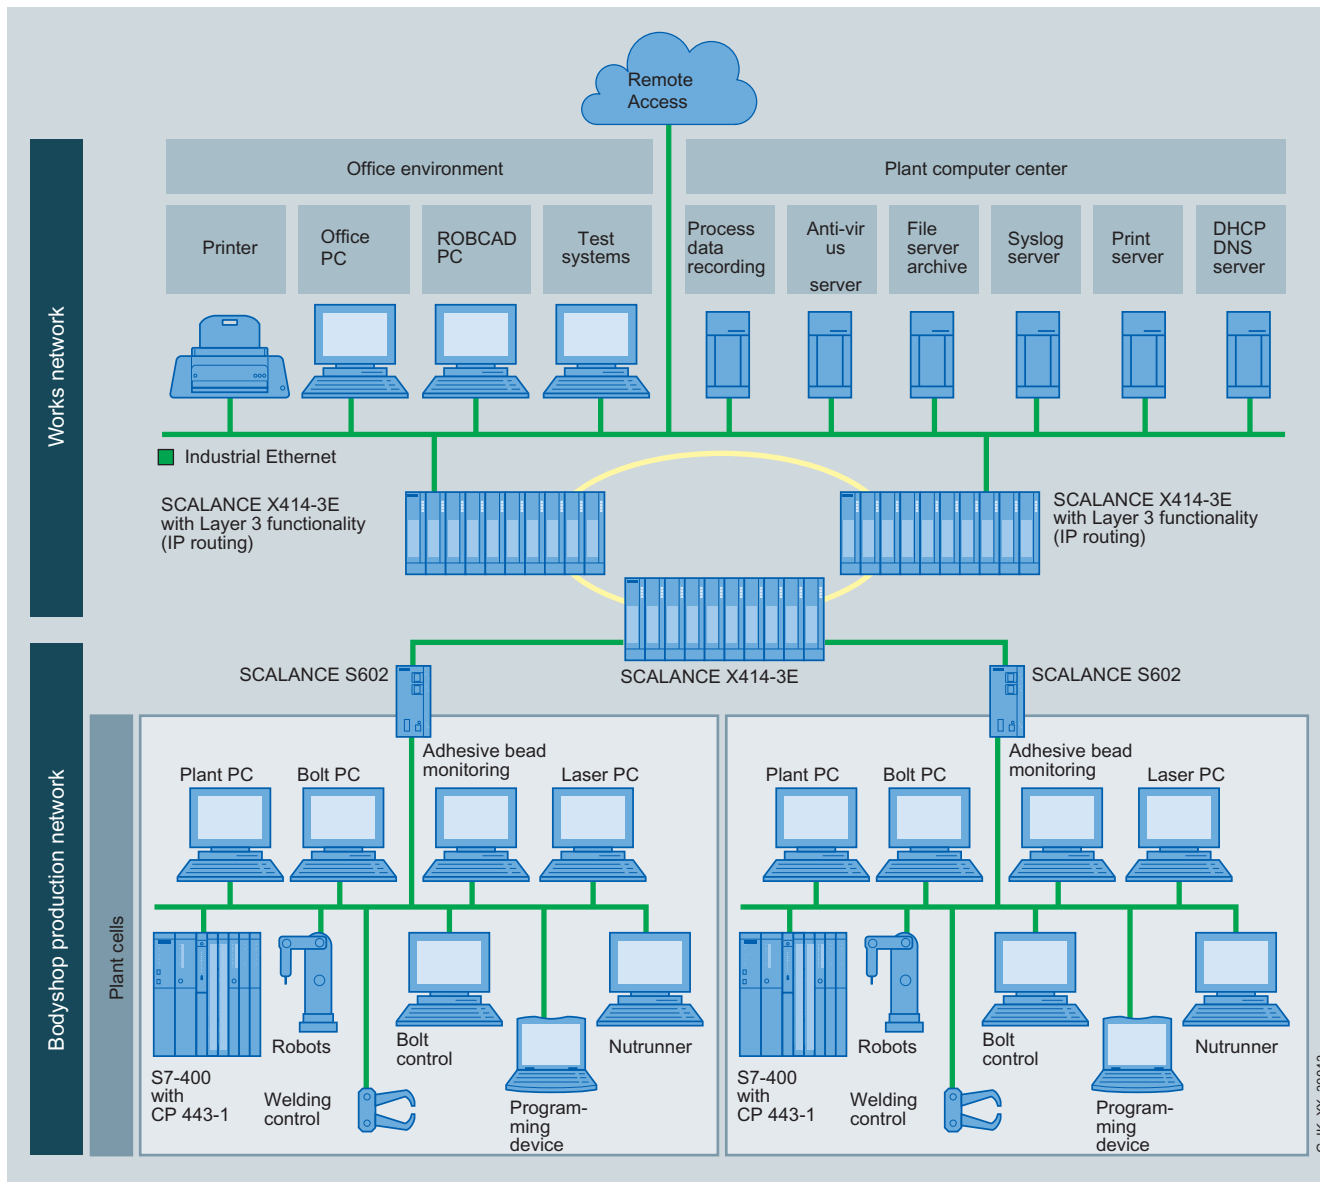 Remote
Access
Office environment
Plant computer center
Printer
Office
PC
ROBCAD
PC
Test
systems
Process
data
recording
Anti-vir
us
server
File
server
archive
Syslog
server
Print
server
DHCP
DNS
server
Works network
Industrial Ethernet
SCALANCE X414-3E
with Layer 3 functionality
(IP routing)
SCALANCE X414-3E
with Layer 3 functionality
(IP routing)
SCALANCE S602
SCALANCE X414-3E
SCALANCE S602
Bodyshop production network
Plant cells
Plant PC
Bolt PC
Adhesive bead
monitoring
Laser PC
S7-400
with
CP 443-1
Robots
Welding
control
Bolt
control
Program-
ming
device
Nutrunner
Plant PC
Bolt PC
Adhesive bead
monitoring
Laser PC
S7-400
with
CP 443-1
Robots
Welding
control
Bolt
control
Program-
ming
device
Nutrunner